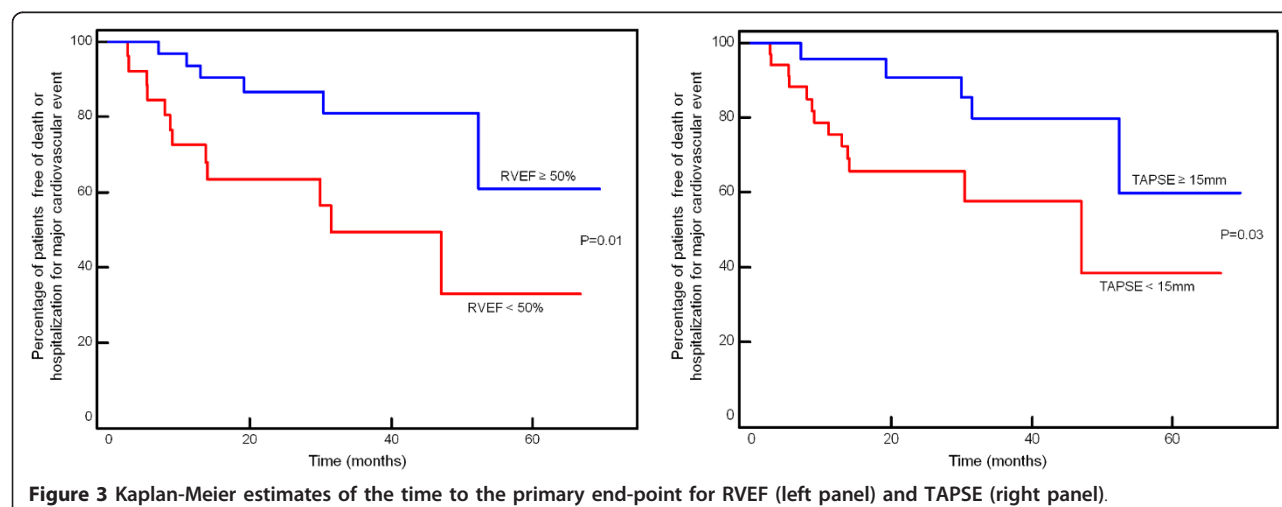 Percentage of patients free of death or
hospitalization for major cardiovascular event
100
80
60
40
20
0
RVEF ≥ 50%
P=0.01
RVEF < 50%
0 20 40 60
Time (months)
Percentage of patients free of death or
hospitalization for major cardiovascular event
100
80
60
40
20
0
TAPSE ≥ 15mm
P=0.03
TAPSE < 15mm
0 20 40 60
Time (months)
Figure 3 Kaplan-Meier estimates of the time to the primary end-point for RVEF (left panel) and TAPSE (right panel).